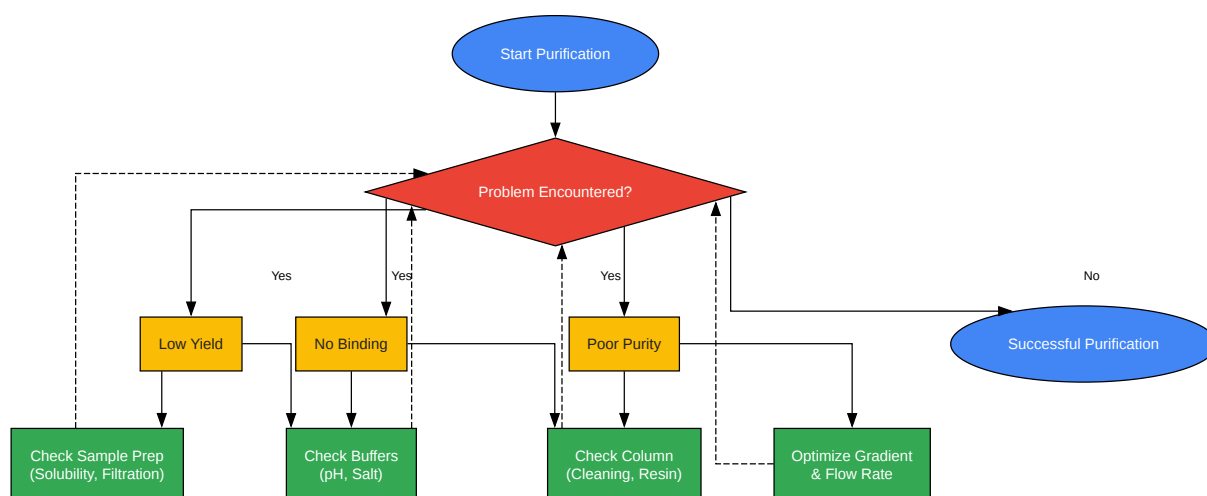 Start Purification
Problem Encountered?
Yes
Yes
Yes
No
Low Yield
No Binding
Poor Purity
Successful Purification
Check Sample Prep
(Solubility, Filtration)
Check Buffers
(pH, Salt)
Check Column
(Cleaning, Resin)
Optimize Gradient
& Flow Rate